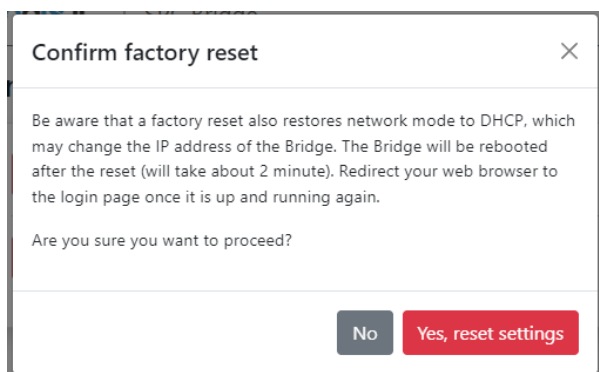 SPC Bridge
Confirm factory reset
Be aware that a factory reset also restores network mode to DHCP, which
may change the IP address of the Bridge. The Bridge will be rebooted
after the reset (will take about 2 minute). Redirect your web browser to
the login page once it is up and running again.
Are you sure you want to proceed?
No
Yes, reset settings